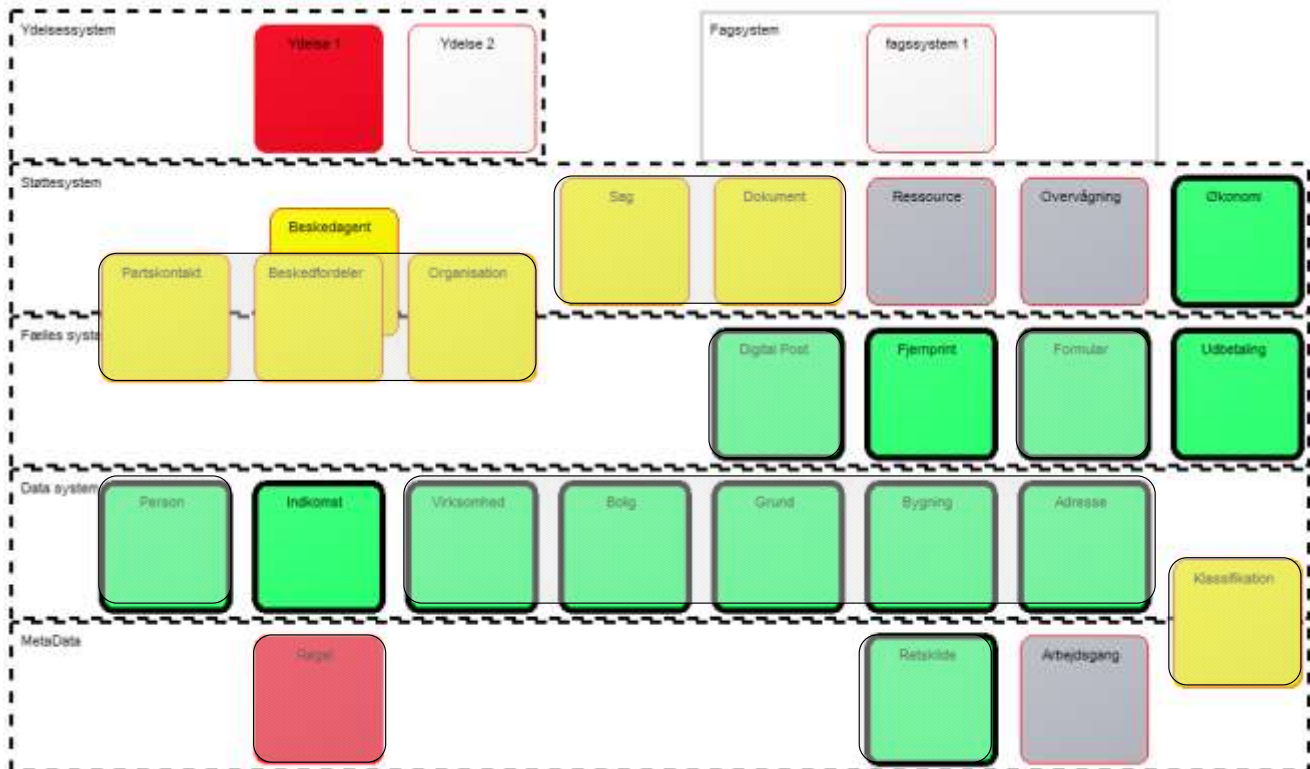 Ydelsessystem
Ydelse 1
Ydelse 2
Fagsystem
fagssystem 1
Støttesystem
Sag
Dokument
Ressource
Overvågning
Økonomi
Beskedagent
Partskontakt
Beskedfordeler
Organisation
Fælles syste
Digital Post
Fjernprint
Formular
Udbetaling
Data system
Person
Indkomst
Virksomhed
Bolig
Grund
Bygning
Adresse
Klassifikation
MetaData
Regel
Retskilde
Arbejdsgang